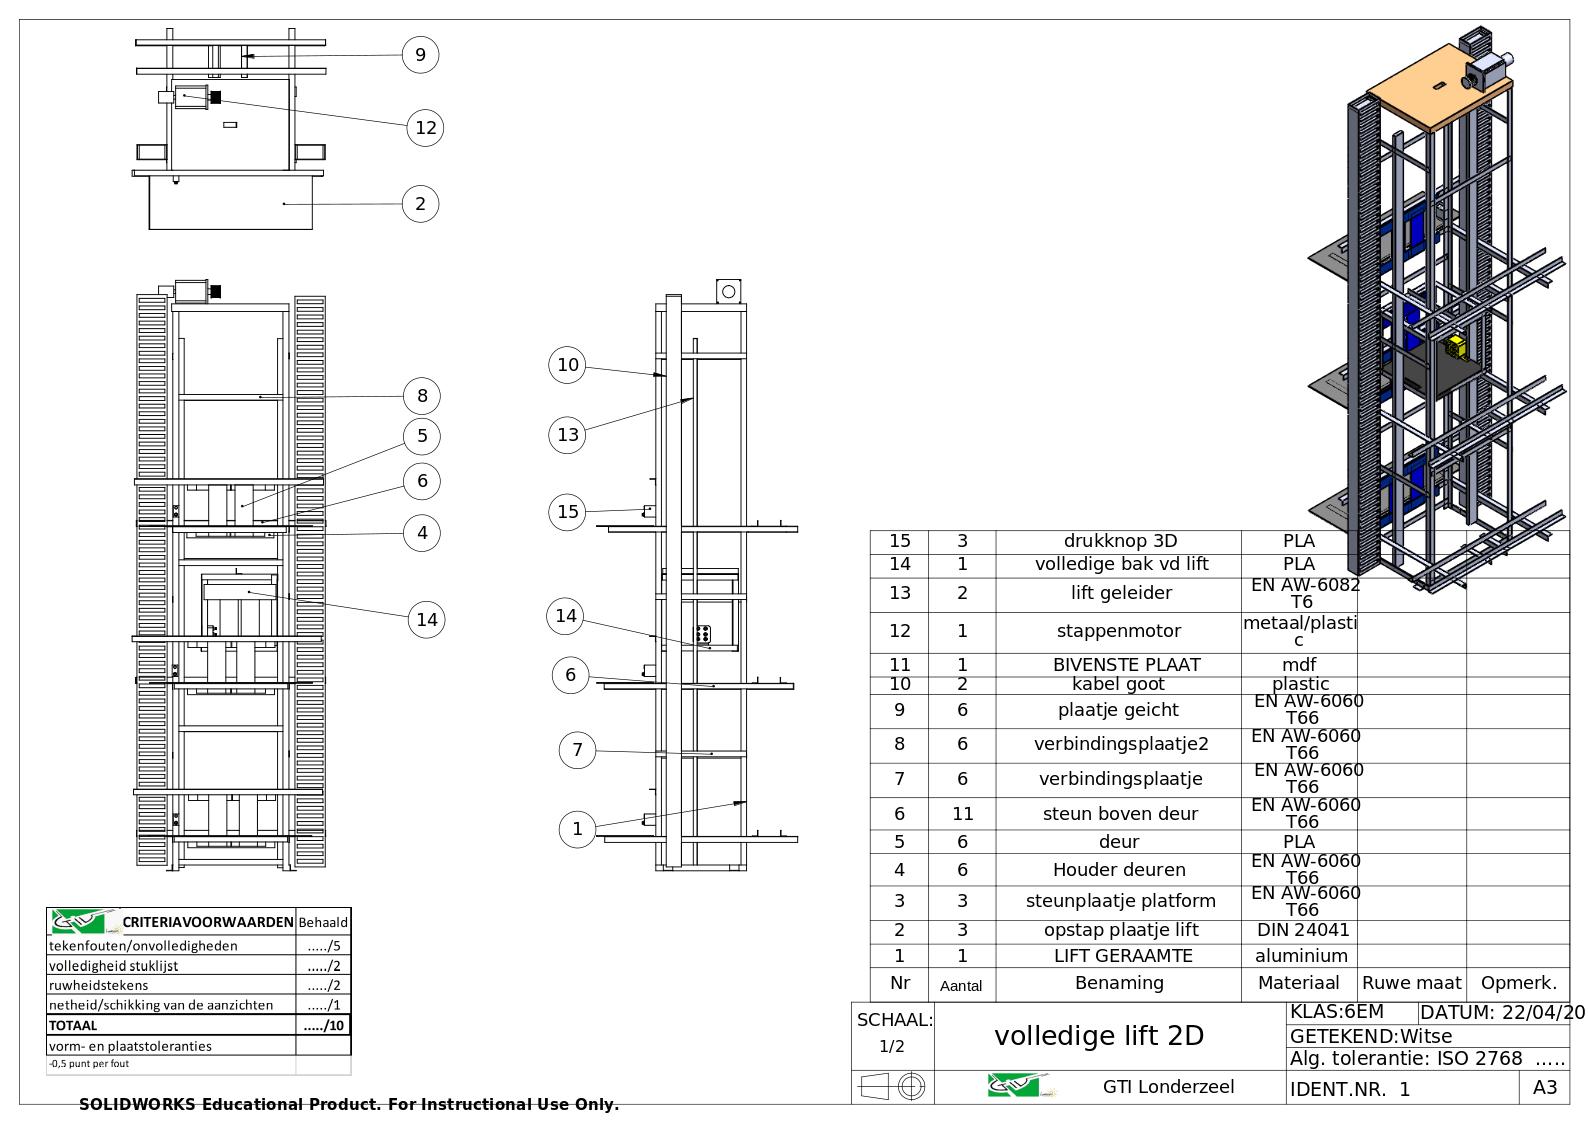 9
12
2
8
5
6
4
14
10
13
15
14
6
7
1
15 3 drukknop 3D PLA
14 1 volledige bak vd lift PLA
13 2 lift geleider EN AW-6082
T6
12 1 stappenmotor metaal/plasti
c
11 1 BIVENSTE PLAAT mdf
10 2 kabel goot plastic
9 6 plaatje geicht EN AW-6060
T66
8 6 verbindingsplaatje2 EN AW-6060
T66
7 6 verbindingsplaatje EN AW-6060
T66
6 11 steun boven deur EN AW-6060
T66
5 6 deur PLA
4 6 Houder deuren EN AW-6060
T66
3 3 steunplaatje platform EN AW-6060
T66
2 3 opstap plaatje lift DIN 24041
1 1 LIFT GERAAMTE aluminium
Nr Aantal Benaming Materiaal Ruwe maat Opmerk.
CRITERIAVOORWAARDEN Behaald
tekenfouten/onvolledigheden ...../5
volledigheid stuklijst ...../2
ruwheidstekens ...../2
netheid/schikking van de aanzichten ...../1
TOTAAL ...../10
vorm- en plaatstoleranties
-0,5 punt per fout
SCHAAL:
1/2
volledige lift 2D
KLAS:6EM DATUM: 22/04/20
GETEKEND:Witse
Alg. tolerantie: ISO 2768 .....
GTI Londerzeel
IDENT.NR. 1 A3
SOLIDWORKS Educational Product. For Instructional Use Only.